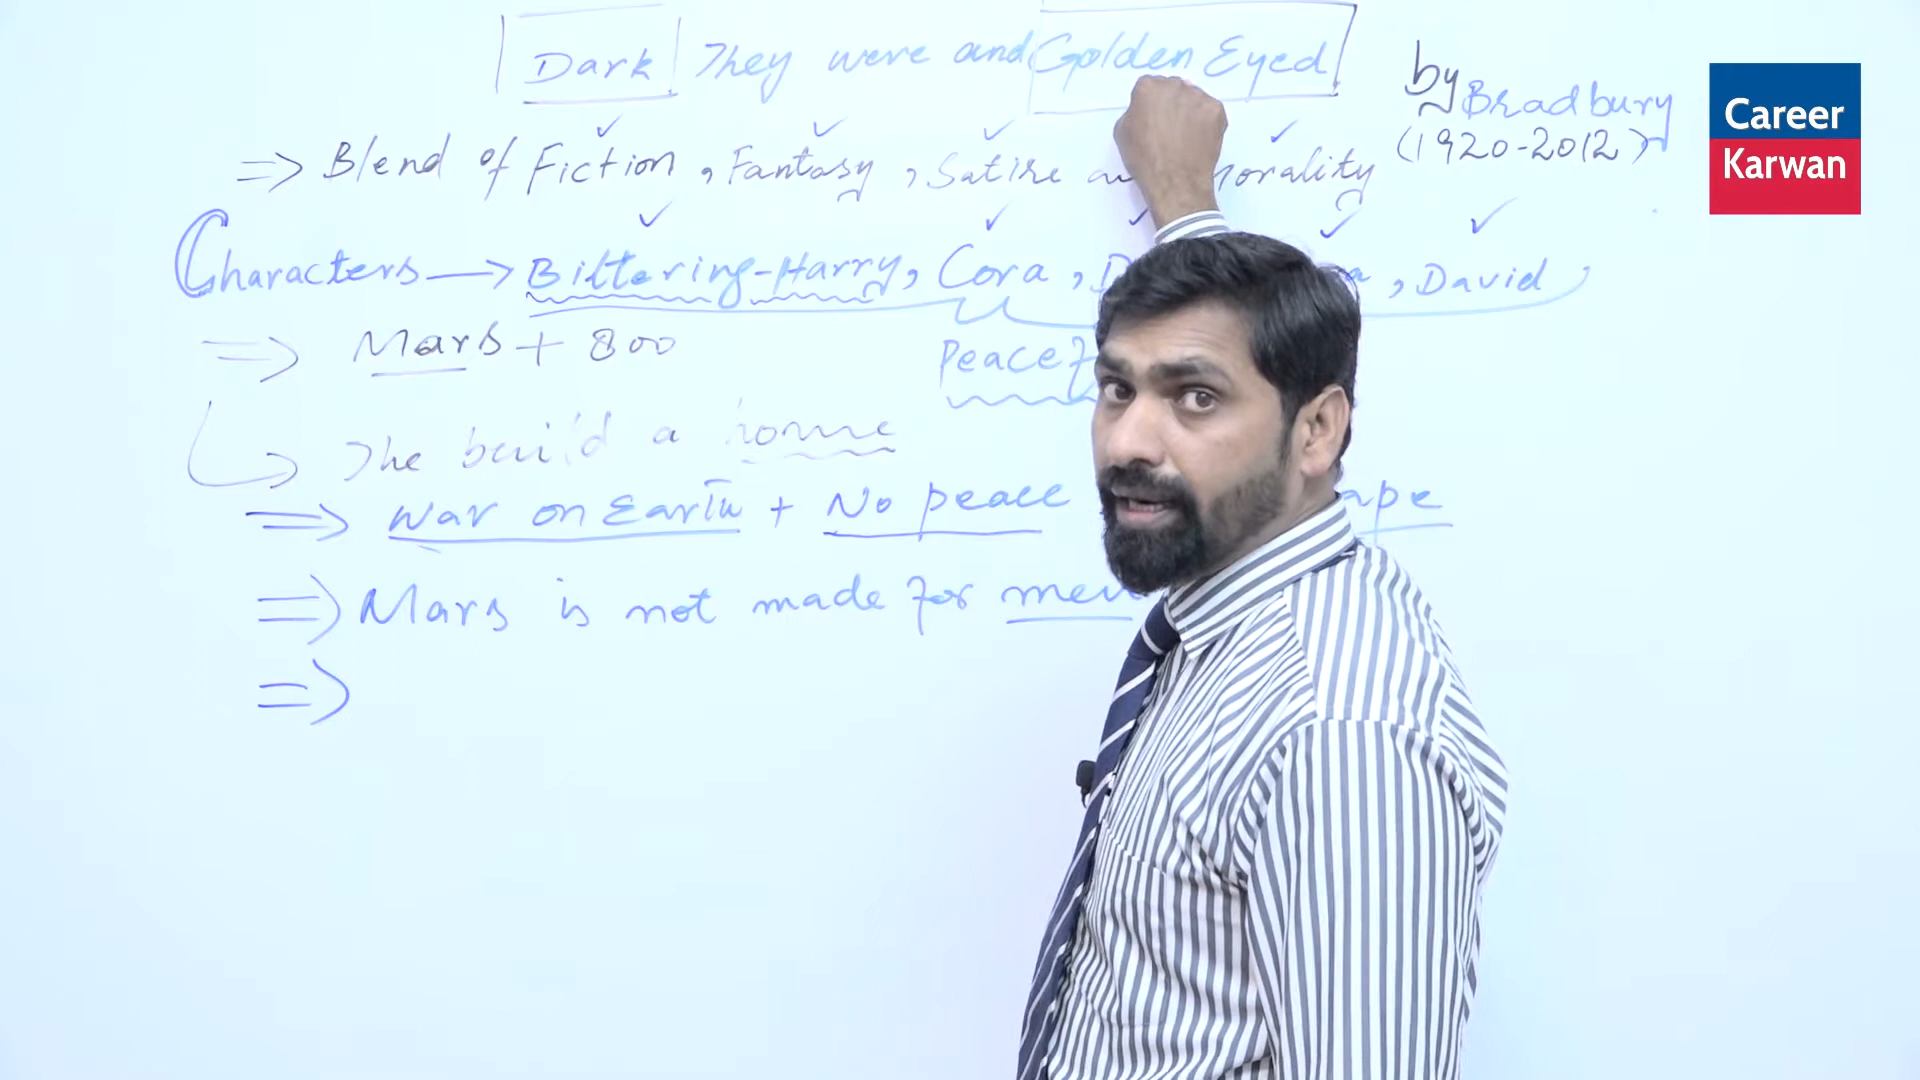 Dark They were and Golden Eyed
by Bradbury
(1920-2012)
Career
Karwan
=> Blend of Fiction, Fantasy, Satire morality
Characters → Bittering-Harry, Cora, David
=> Mars + 800
Peace
The build a home
=> War on Earth + No peace
=> Mars is not made for men
=>